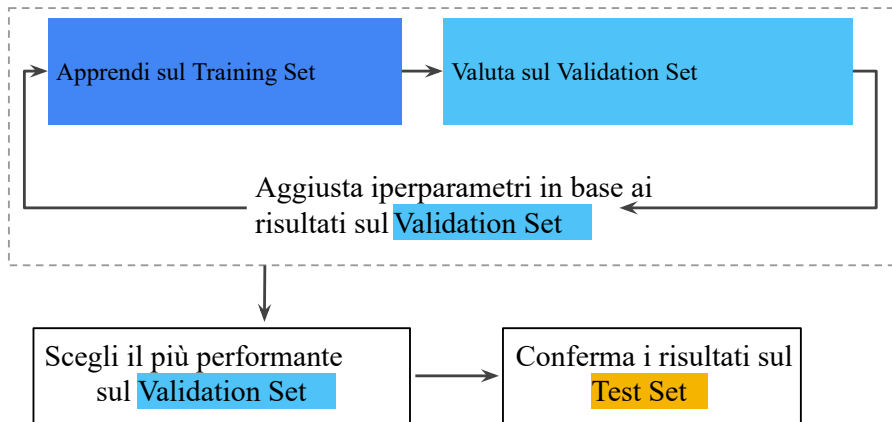 Apprendi sul Training Set
Valuta sul Validation Set
Aggiusta iperparametri in base ai
risultati sul Validation Set
Scegli il più performante
sul Validation Set
Conferma i risultati sul
Test Set